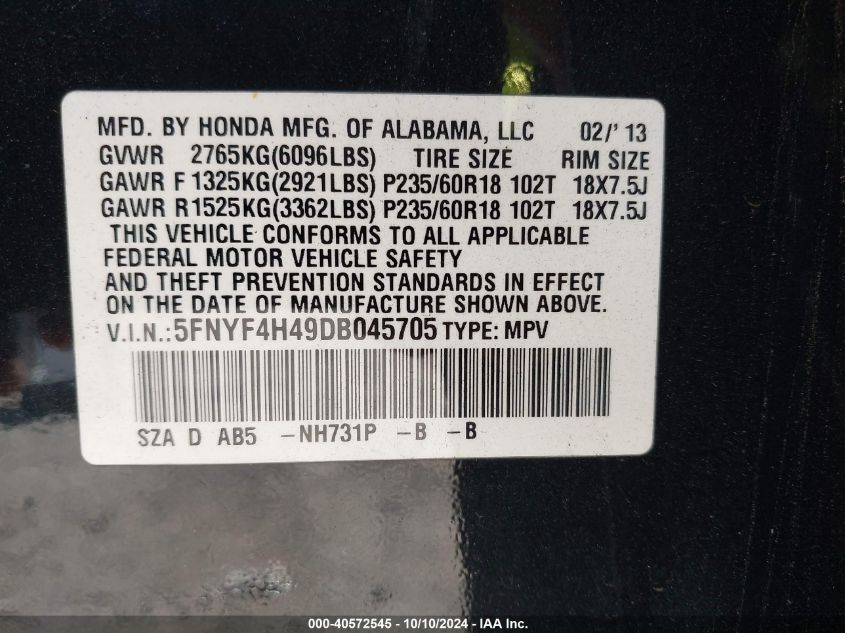 MFD. BY HONDA MFG. OF ALABAMA, LLC 02/'13
GVWR 2765KG(6096LBS) TIRE SIZE RIM SIZE
GAWR F 1325KG(2921LBS) P235/60R18 102T 18X7.5J
GAWR R1525KG(3362LBS) P235/60R18 102T 18X7.5J
THIS VEHICLE CONFORMS TO ALL APPLICABLE
FEDERAL MOTOR VEHICLE SAFETY
AND THEFT PREVENTION STANDARDS IN EFFECT
ON THE DATE OF MANUFACTURE SHOWN ABOVE.
V.I.N.:5FNYF4H49DB045705 TYPE: MPV
SZA D AB5 -NH731P -B -B
000-40572545 - 10/10/2024 - IAA Inc.